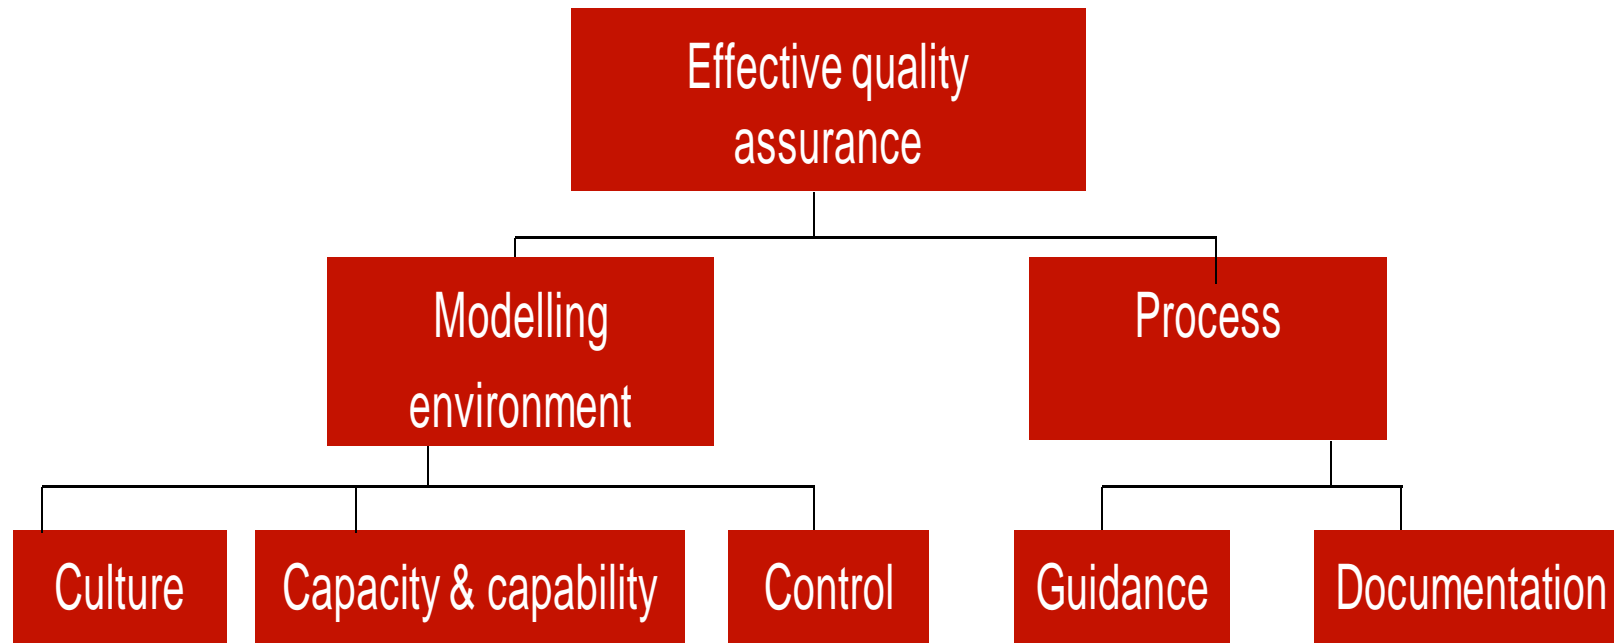 Effective quality
assurance
Modelling
environment
Process
Culture
Capacity & capability
Control
Guidance
Documentation